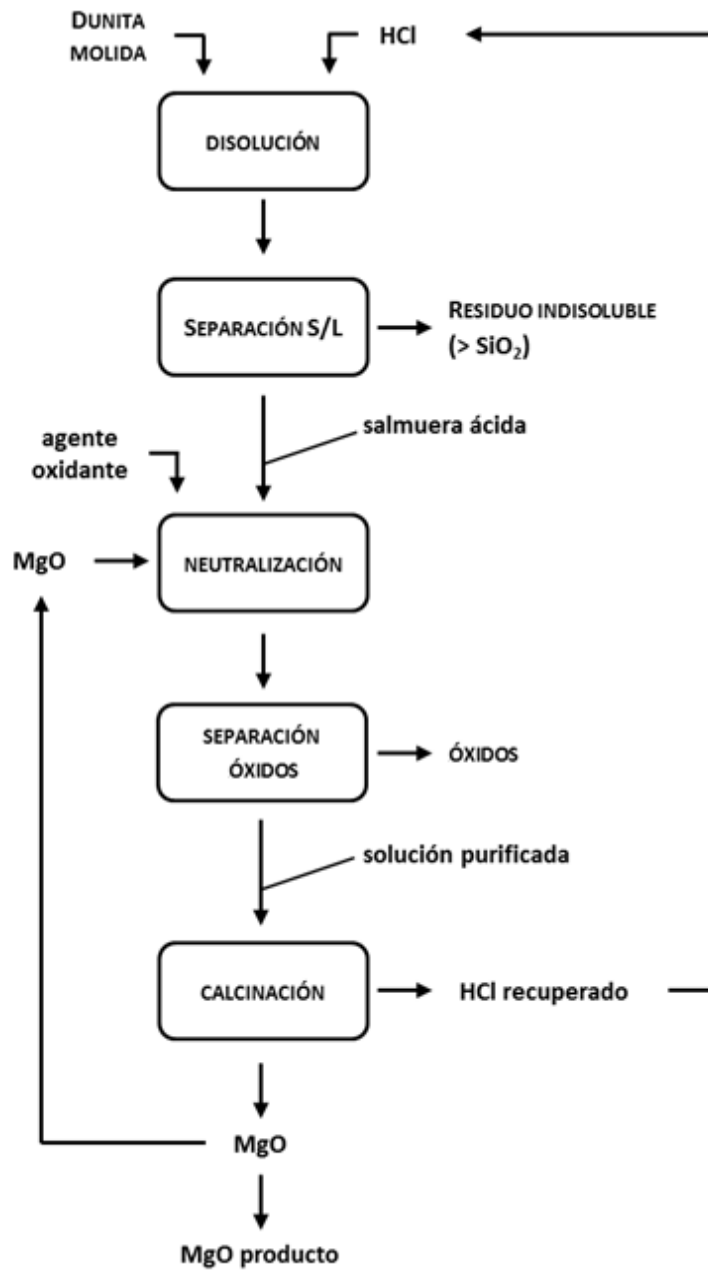 DUNITA
MOLIDA
HCl
DISOLUCIÓN
SEPARACIÓN S/L
RESIDUO INDISOLUBLE
(> SiO₂)
salmuera ácida
agente
oxidante
MgO
NEUTRALIZACIÓN
SEPARACIÓN
ÓXIDOS
ÓXIDOS
solución purificada
CALCINACIÓN
HCl recuperado
MgO
MgO producto